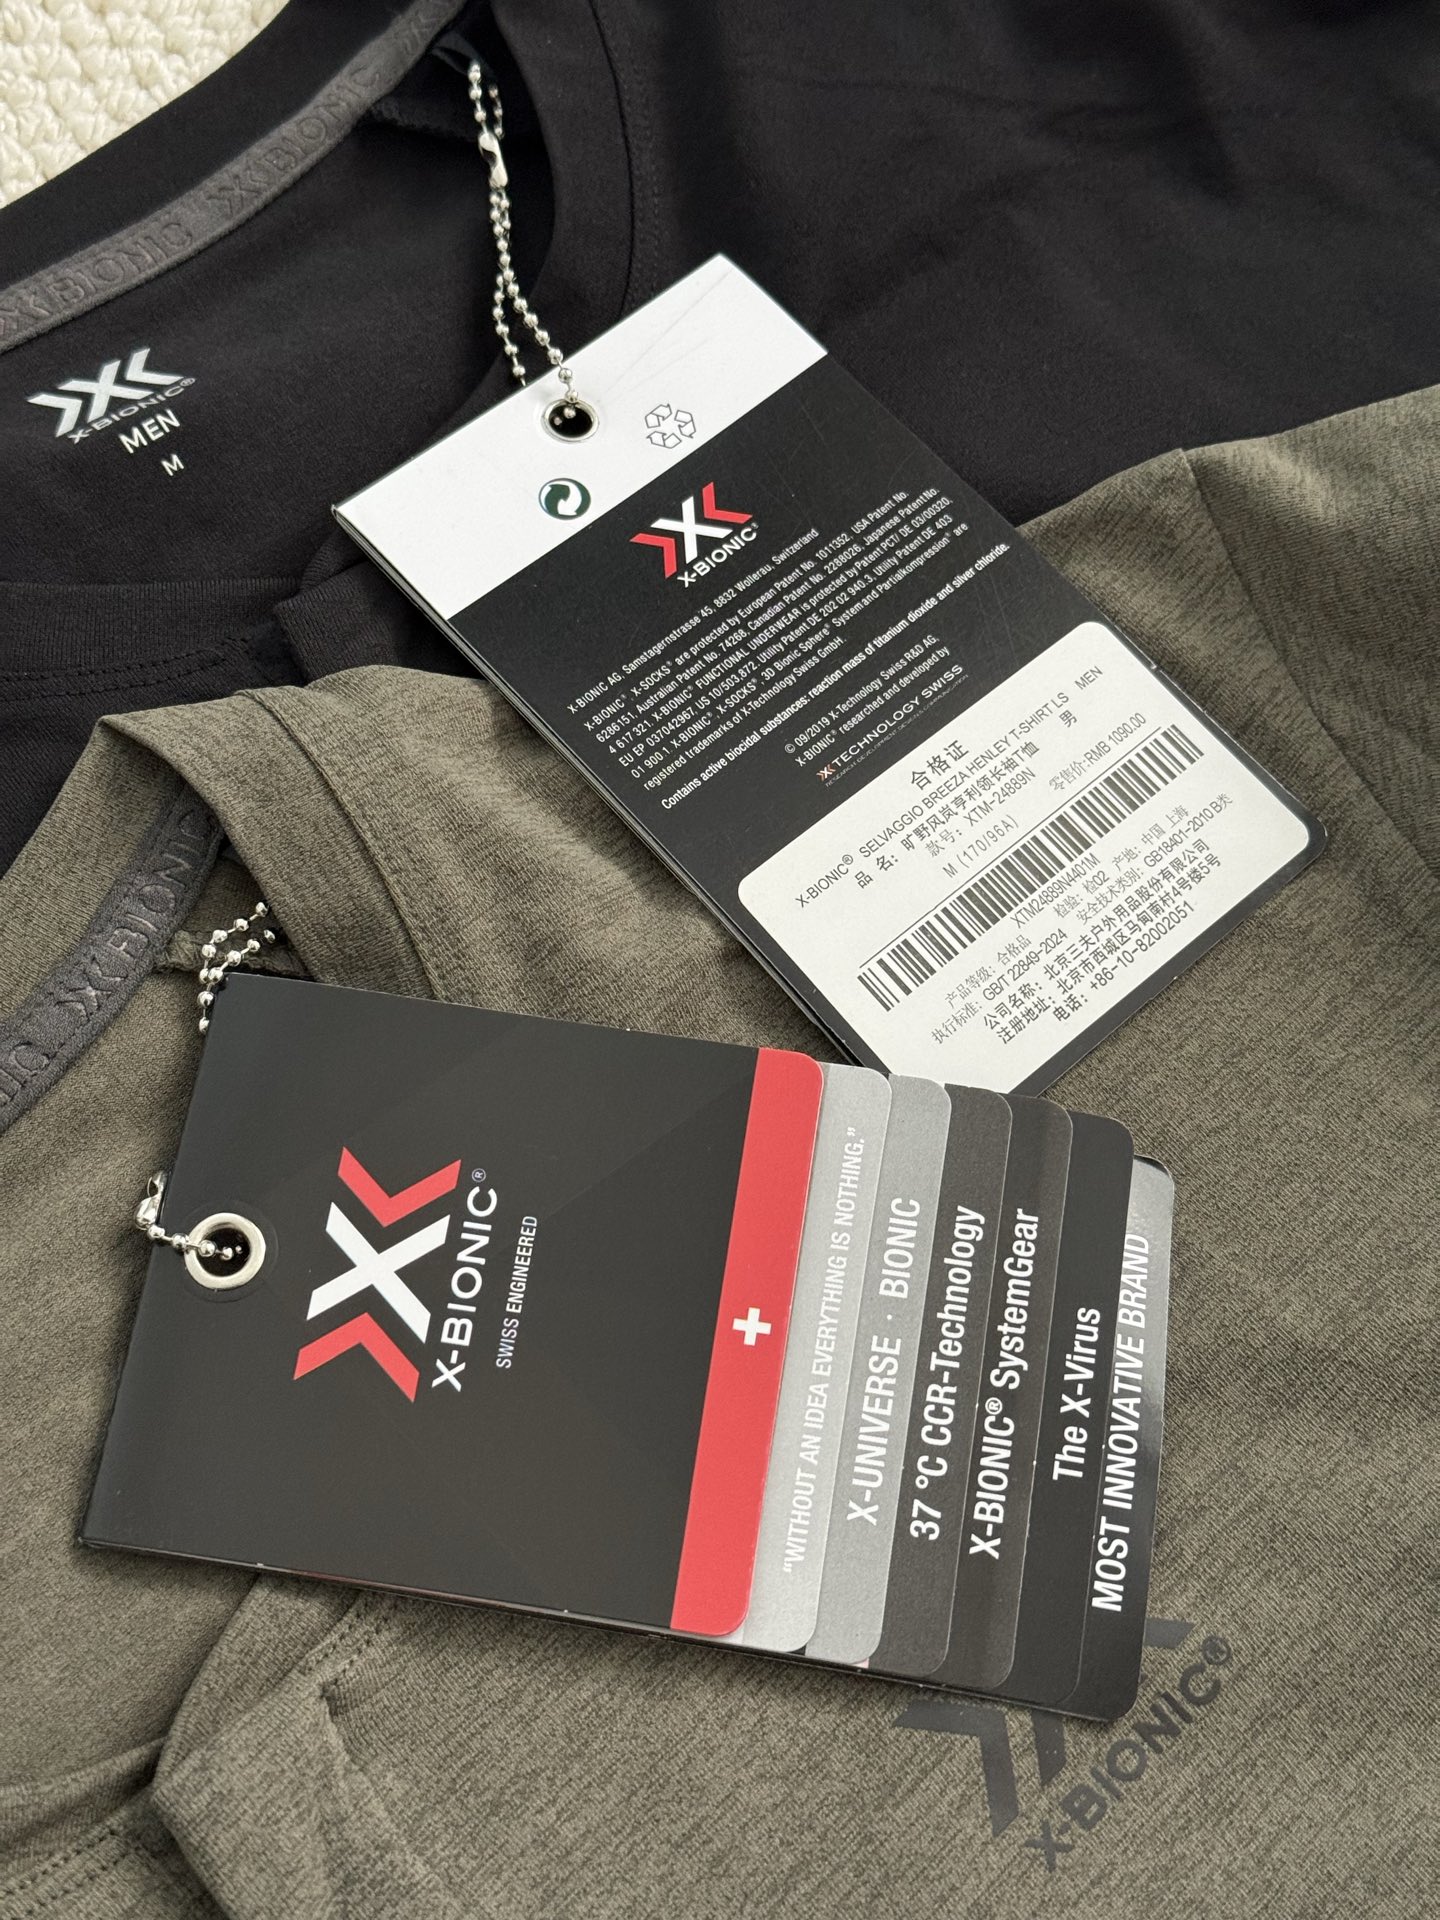 X-BIONIC
X-BIONIC
X-BIONIC®
MEN
M
X-BIONIC®
X-BIONIC AG, Samstagernstrasse 45, 8832 Wollerau, Switzerland
X-BIONIC®, X-SOCKS® are protected by European Patent No. 1011352, USA Patent No.
6286151, Australian Patent No. 74268, Canadian Patent No. 2288026, Japanese Patent No.
4 617 321. X-BIONIC® FUNCTIONAL UNDERWEAR is protected by Patent PCT/ DE 03/00320,
EU EP 037042967, US 10/503.872, Utility Patent DE 202 02 940.3, Utility Patent DE 403
01 900.1. X-BIONIC®, X-SOCKS®, 3D Bionic Sphere® System and Partialkompression® are
registered trademarks of X-Technology Swiss GmbH.
Contains active biocidal substances: reaction mass of titanium dioxide and silver chloride.
© 09/2019 X-Technology Swiss R&D AG.
X-BIONIC® researched and developed by
X-TECHNOLOGY SWISS
RESEARCH DEVELOPMENT DESIGN COMMUNICATION
合格证
X-BIONIC® SELVAGGIO BREEZA HENLEY T-SHIRT LS MEN
品名：旷野风岚亨利领长袖T恤 男
款号：XTM-24889N
M (170/96A) 零售价:RMB 1090.00
XTM24889N4401M
产品等级：合格品 检验：检02 产地：中国 上海
执行标准：GB/T 22849-2024 安全技术类别：GB18401-2010 B类
公司名称：北京三夫户外用品股份有限公司
注册地址：北京市西城区马甸南村4号楼5号
电话：+86-10-82002051
X-BIONIC
X-BIONIC®
SWISS ENGINEERED
"WITHOUT AN IDEA EVERYTHING IS NOTHING."
X-UNIVERSE · BIONIC
37 °C CCR-Technology
X-BIONIC® SystemGear
The X-Virus
MOST INNOVATIVE BRAND
X-BIONIC®